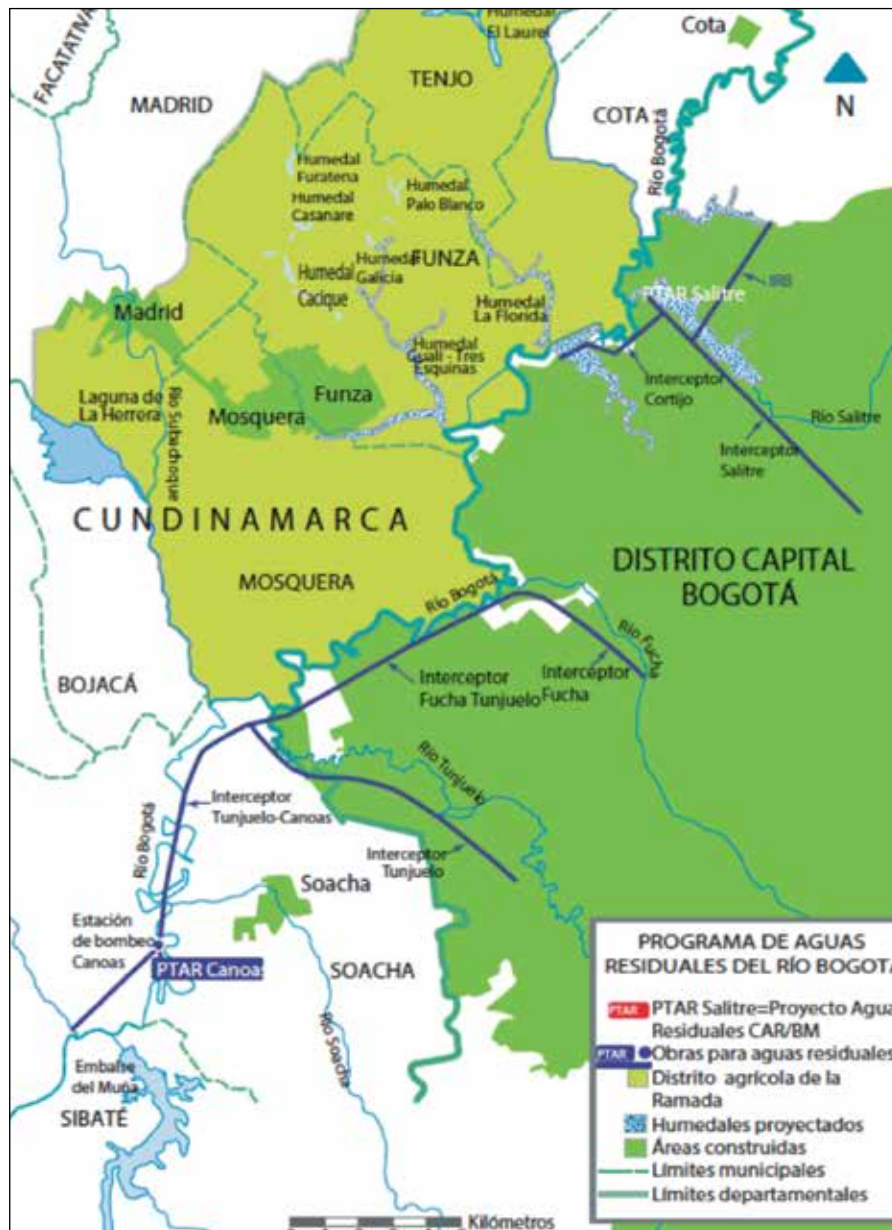 Humedal
El Laurel
Cota
FACATATNA
TENJO
MADRID
COTA
N
Río Bogotá
Humedal
Furatena
Humedal
Casanare
Humedal
Palo Blanco
FUNZA
Humedal
Galicia
Humedal
Cacique
Humedal
La Florida
PTAR Salitre
IRB
Madrid
Humedal
Gualí - Tres
Esquinas
Interceptor
Cortijo
Laguna de
La Herrera
Río Subachoque
Funza
Mosquera
Río Salitre
Interceptor
Salitre
CUNDINAMARCA
MOSQUERA
DISTRITO CAPITAL
BOGOTÁ
Río Bogotá
Río Fucha
BOJACÁ
Interceptor
Fucha Tunjuelo
Interceptor
Fucha
Río Tunjuelo
Interceptor
Tunjuelo-Canoas
Río Bogotá
Interceptor
Tunjuelo
Soacha
Estación
de bombeo
Canoas
PTAR Canoas
SOACHA
Río Soacha
Embalse
del Muña
SIBATÉ
PROGRAMA DE AGUAS
RESIDUALES DEL RÍO BOGOTÁ
PTAR PTAR Salitre=Proyecto Agua
Residuales CAR/BM
PTAR Obras para aguas residuales
Distrito agrícola de la
Ramada
Humedales proyectados
Áreas construidas
Límites municipales
Límites departamentales
Kilómetros